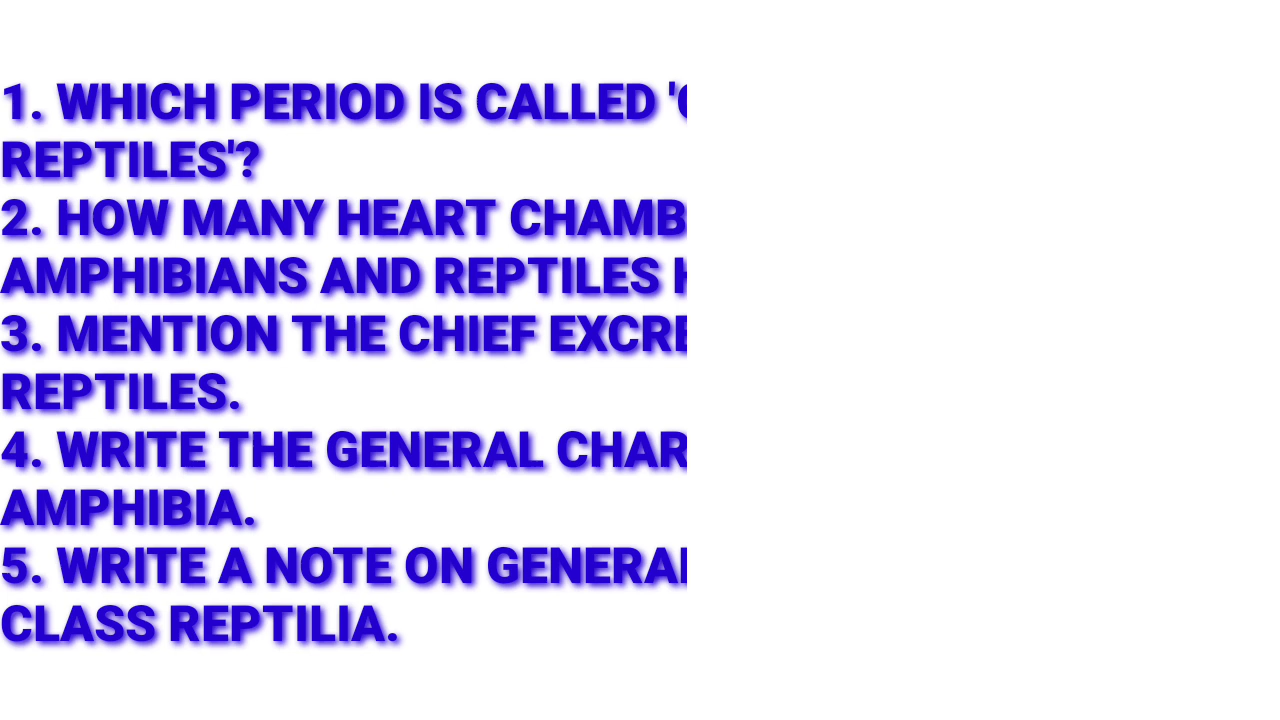 1. WHICH PERIOD IS CALLED
REPTILES'?
2. HOW MANY HEART
AMPHIBIANS AND REPTILES
3. MENTION THE CHIEF
REPTILES.
4. WRITE THE GENERAL
AMPHIBIA.
5. WRITE A NOTE ON
CLASS REPTILIA.